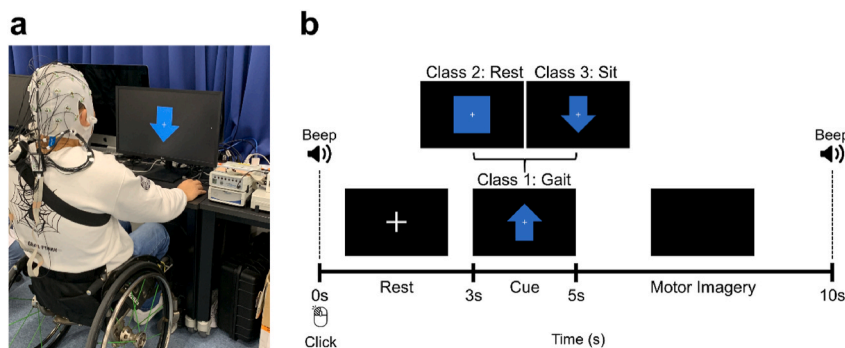 a
b
Class 2: Rest
Class 3: Sit
Beep
Beep
Class 1: Gait
0s
Rest
3s
Cue
5s
Motor Imagery
10s
Click
Time (s)